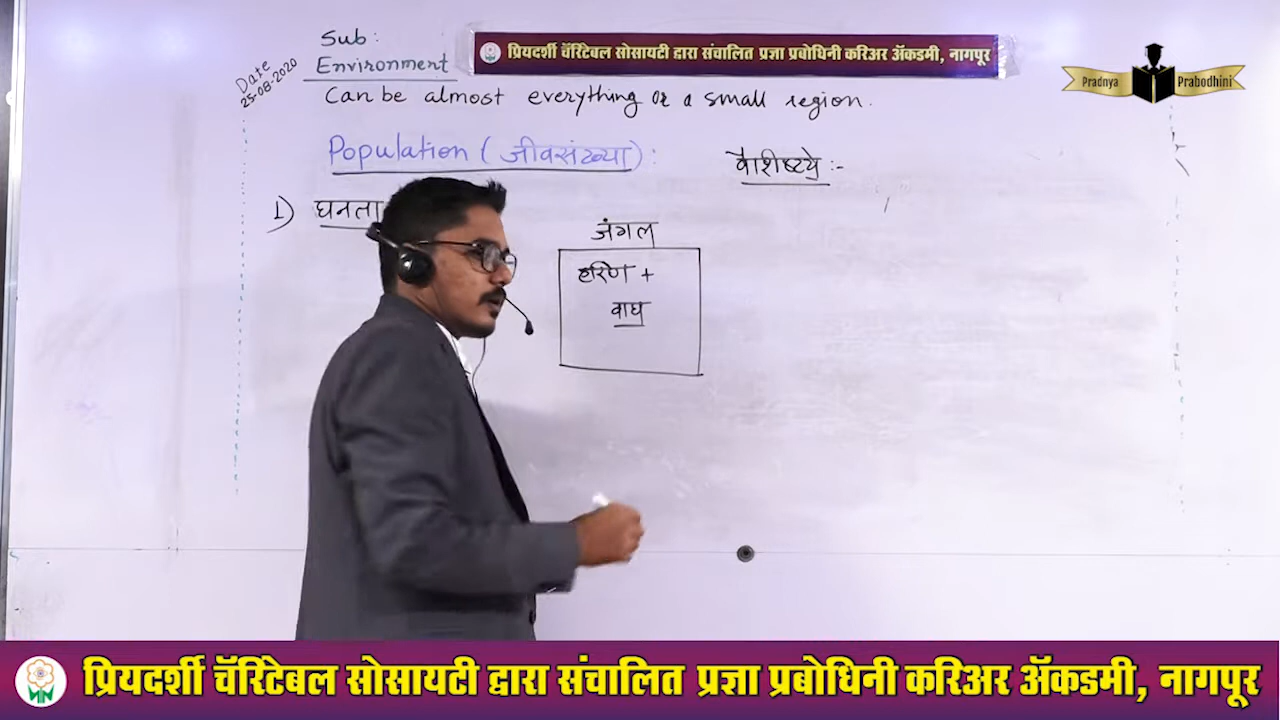 Sub:
Environment
Date
25-08-2020
प्रियदर्शी चॅरिटेबल सोसायटी द्वारा संचालित प्रज्ञा प्रबोधिनी करिअर ॲकडमी, नागपूर
Pradnya Prabodhini
Can be almost everything or a small region.
Population (जीवसंख्या):
वैशिष्ट्ये :-
1) घनता
जंगल
हरिण +
वाघ
प्रियदर्शी चॅरिटेबल सोसायटी द्वारा संचालित प्रज्ञा प्रबोधिनी करिअर ॲकडमी, नागपूर